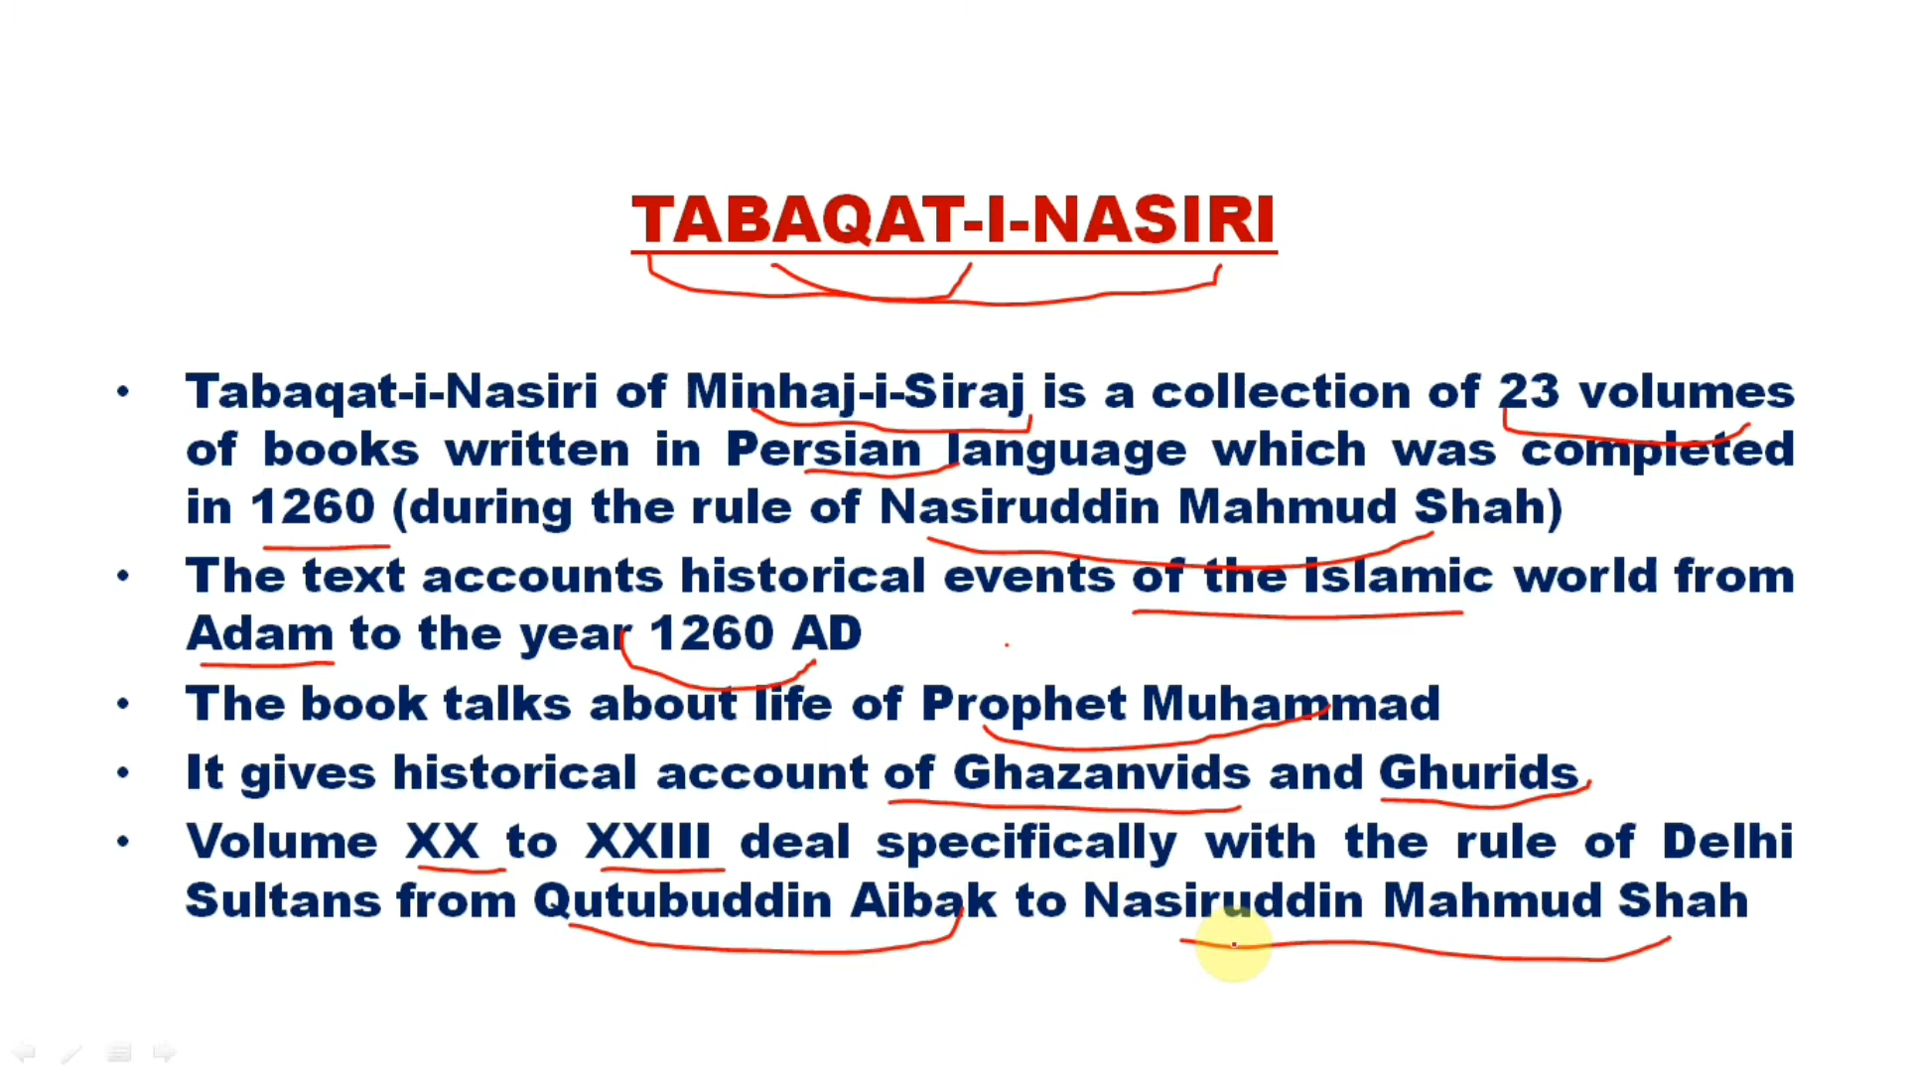 TABAQAT-I-NASIRI
• Tabaqat-i-Nasiri of Minhaj-i-Siraj is a collection of 23 volumes
of books written in Persian language which was completed
in 1260 (during the rule of Nasiruddin Mahmud Shah)
• The text accounts historical events of the Islamic world from
Adam to the year 1260 AD
• The book talks about life of Prophet Muhammad
• It gives historical account of Ghazanvids and Ghurids
• Volume XX to XXIII deal specifically with the rule of Delhi
Sultans from Qutubuddin Aibak to Nasiruddin Mahmud Shah